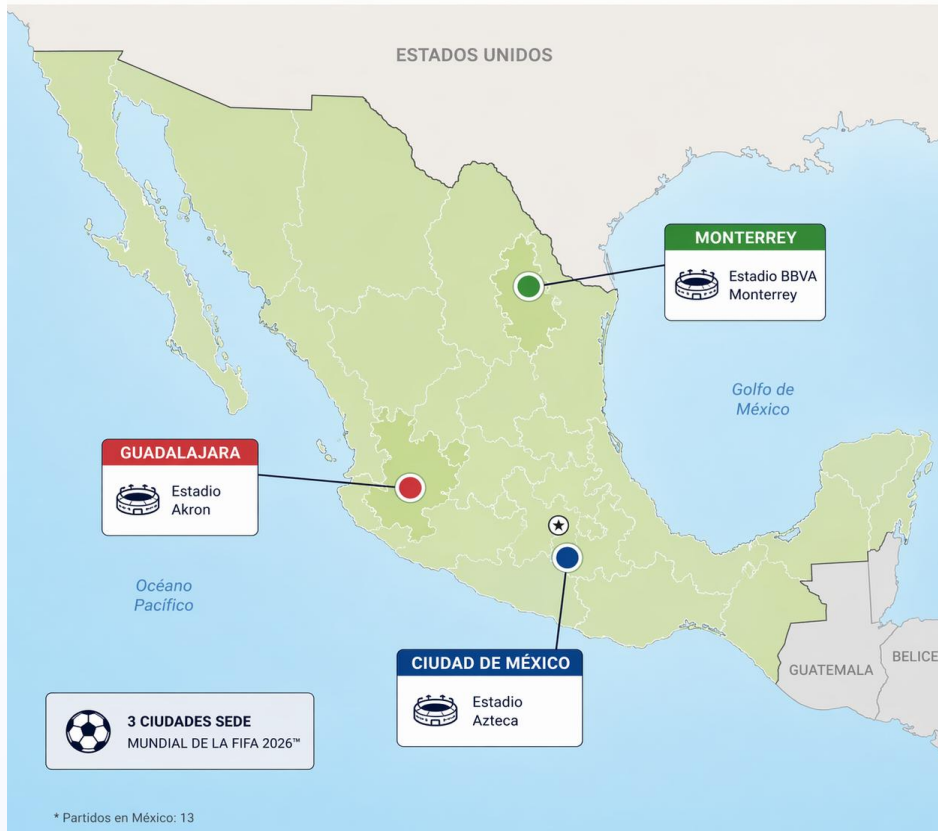 ESTADOS UNIDOS
MONTERREY
Estadio BBVA
Monterrey
Golfo de
México
GUADALAJARA
Estadio
Akron
Océano
Pacífico
CIUDAD DE MÉXICO
Estadio
Azteca
GUATEMALA
BELICE
3 CIUDADES SEDE
MUNDIAL DE LA FIFA 2026™
* Partidos en México: 13